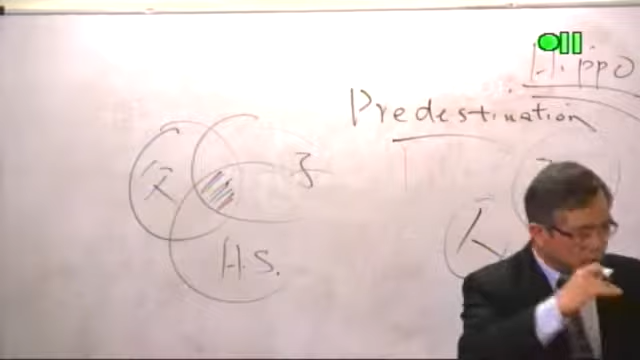 Hippo
Predestination
父
子
H.S.
人